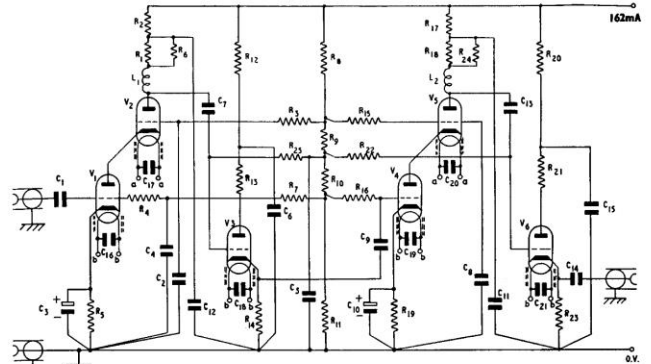 R2
R17
162mA
R1
R6
R12
R8
R18
R24
R20
L1
L2
V2
C7
V5
C13
R3
R15
R9
C17
a
a
R25
R22
C20
a
a
R21
V1
R13
R10
V4
C1
R4
R7
R16
C6
C15
V3
V6
C16
b
b
C4
C9
C19
b
b
C14
C2
C8
C3
+
−
R5
C12
b
C18
b
R14
C5
R11
C10
+
−
R19
C11
b
C21
b
R23
O.V.